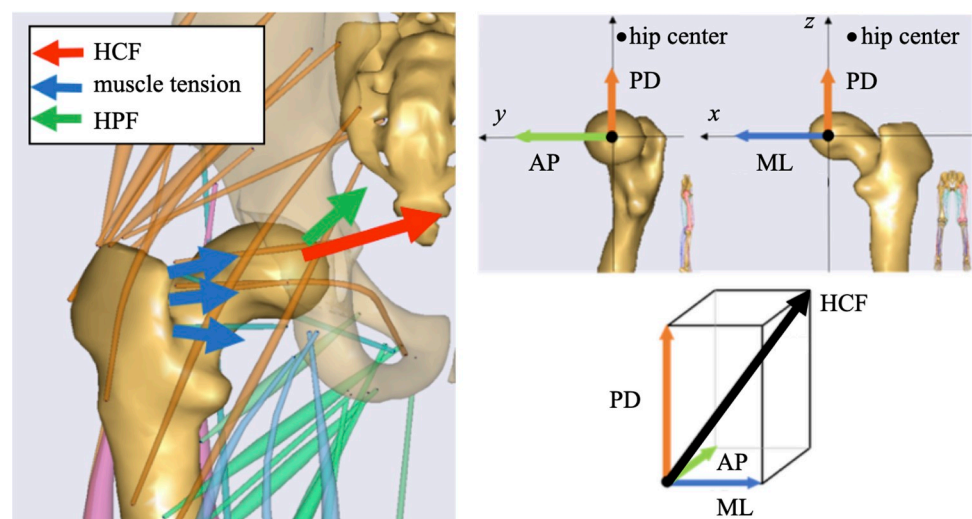 HCF
muscle tension
HPF
hip center
PD
y
AP
z
hip center
PD
x
ML
HCF
PD
AP
ML